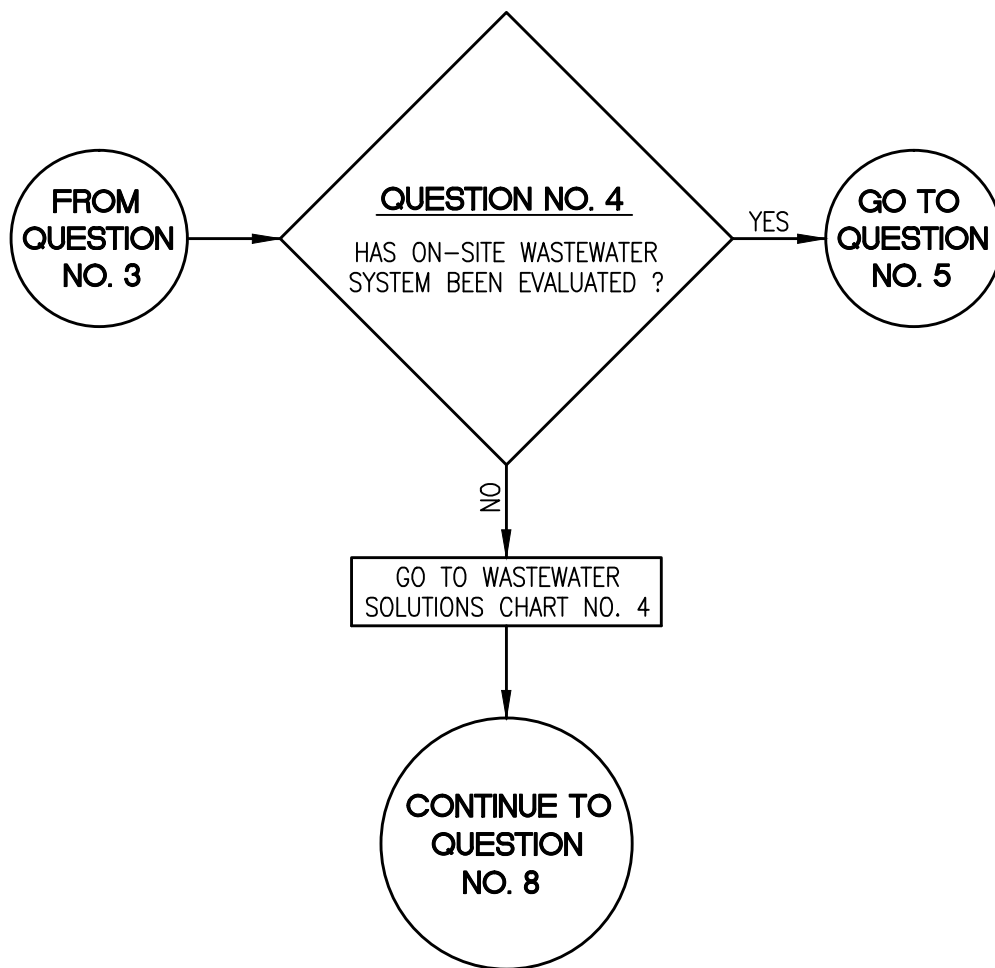 FROM
QUESTION
NO. 3
QUESTION NO. 4
HAS ON-SITE WASTEWATER
SYSTEM BEEN EVALUATED ?
YES
GO TO
QUESTION
NO. 5
NO
GO TO WASTEWATER
SOLUTIONS CHART NO. 4
CONTINUE TO
QUESTION
NO. 8